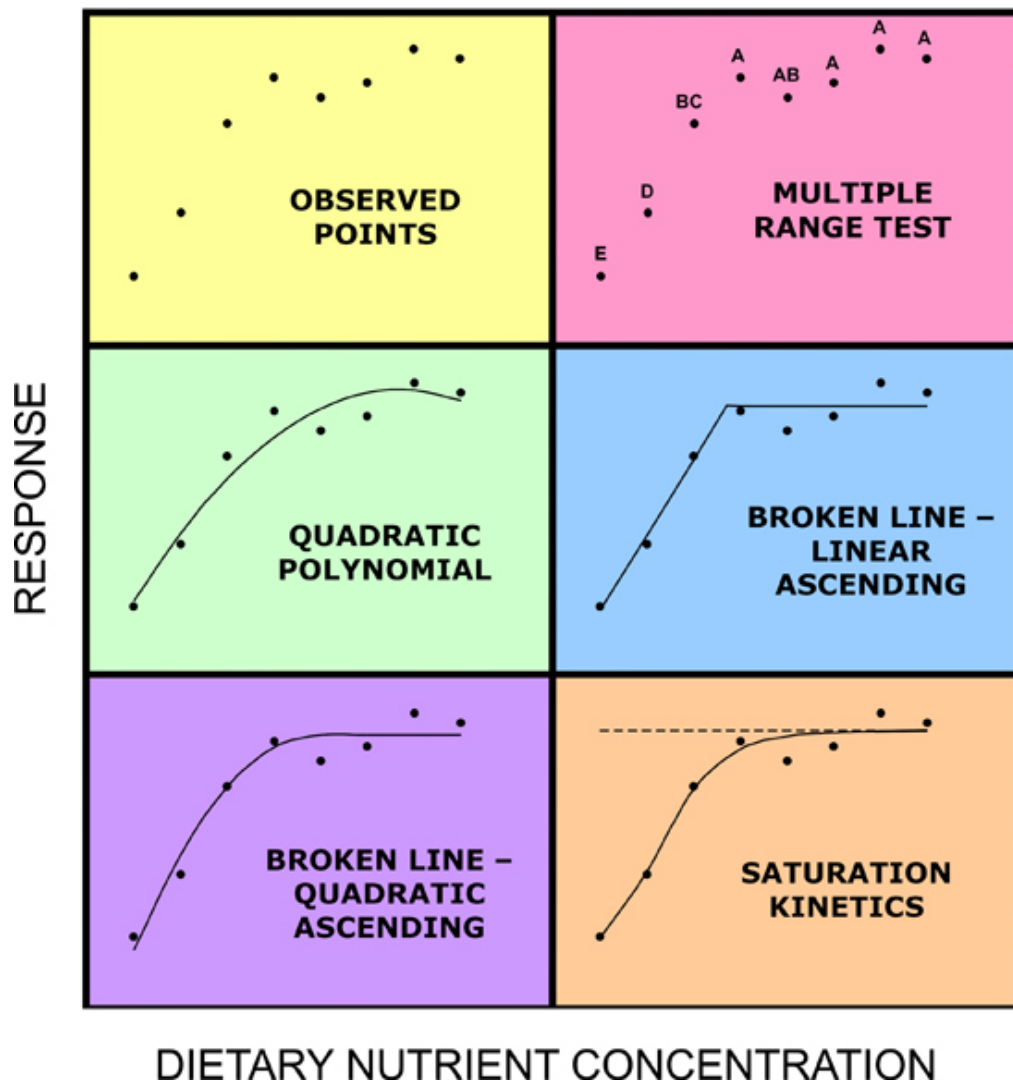 RESPONSE
OBSERVED
POINTS
A
A
A
AB
A
BC
D
E
MULTIPLE
RANGE TEST
QUADRATIC
POLYNOMIAL
BROKEN LINE –
LINEAR
ASCENDING
BROKEN LINE –
QUADRATIC
ASCENDING
SATURATION
KINETICS
DIETARY NUTRIENT CONCENTRATION